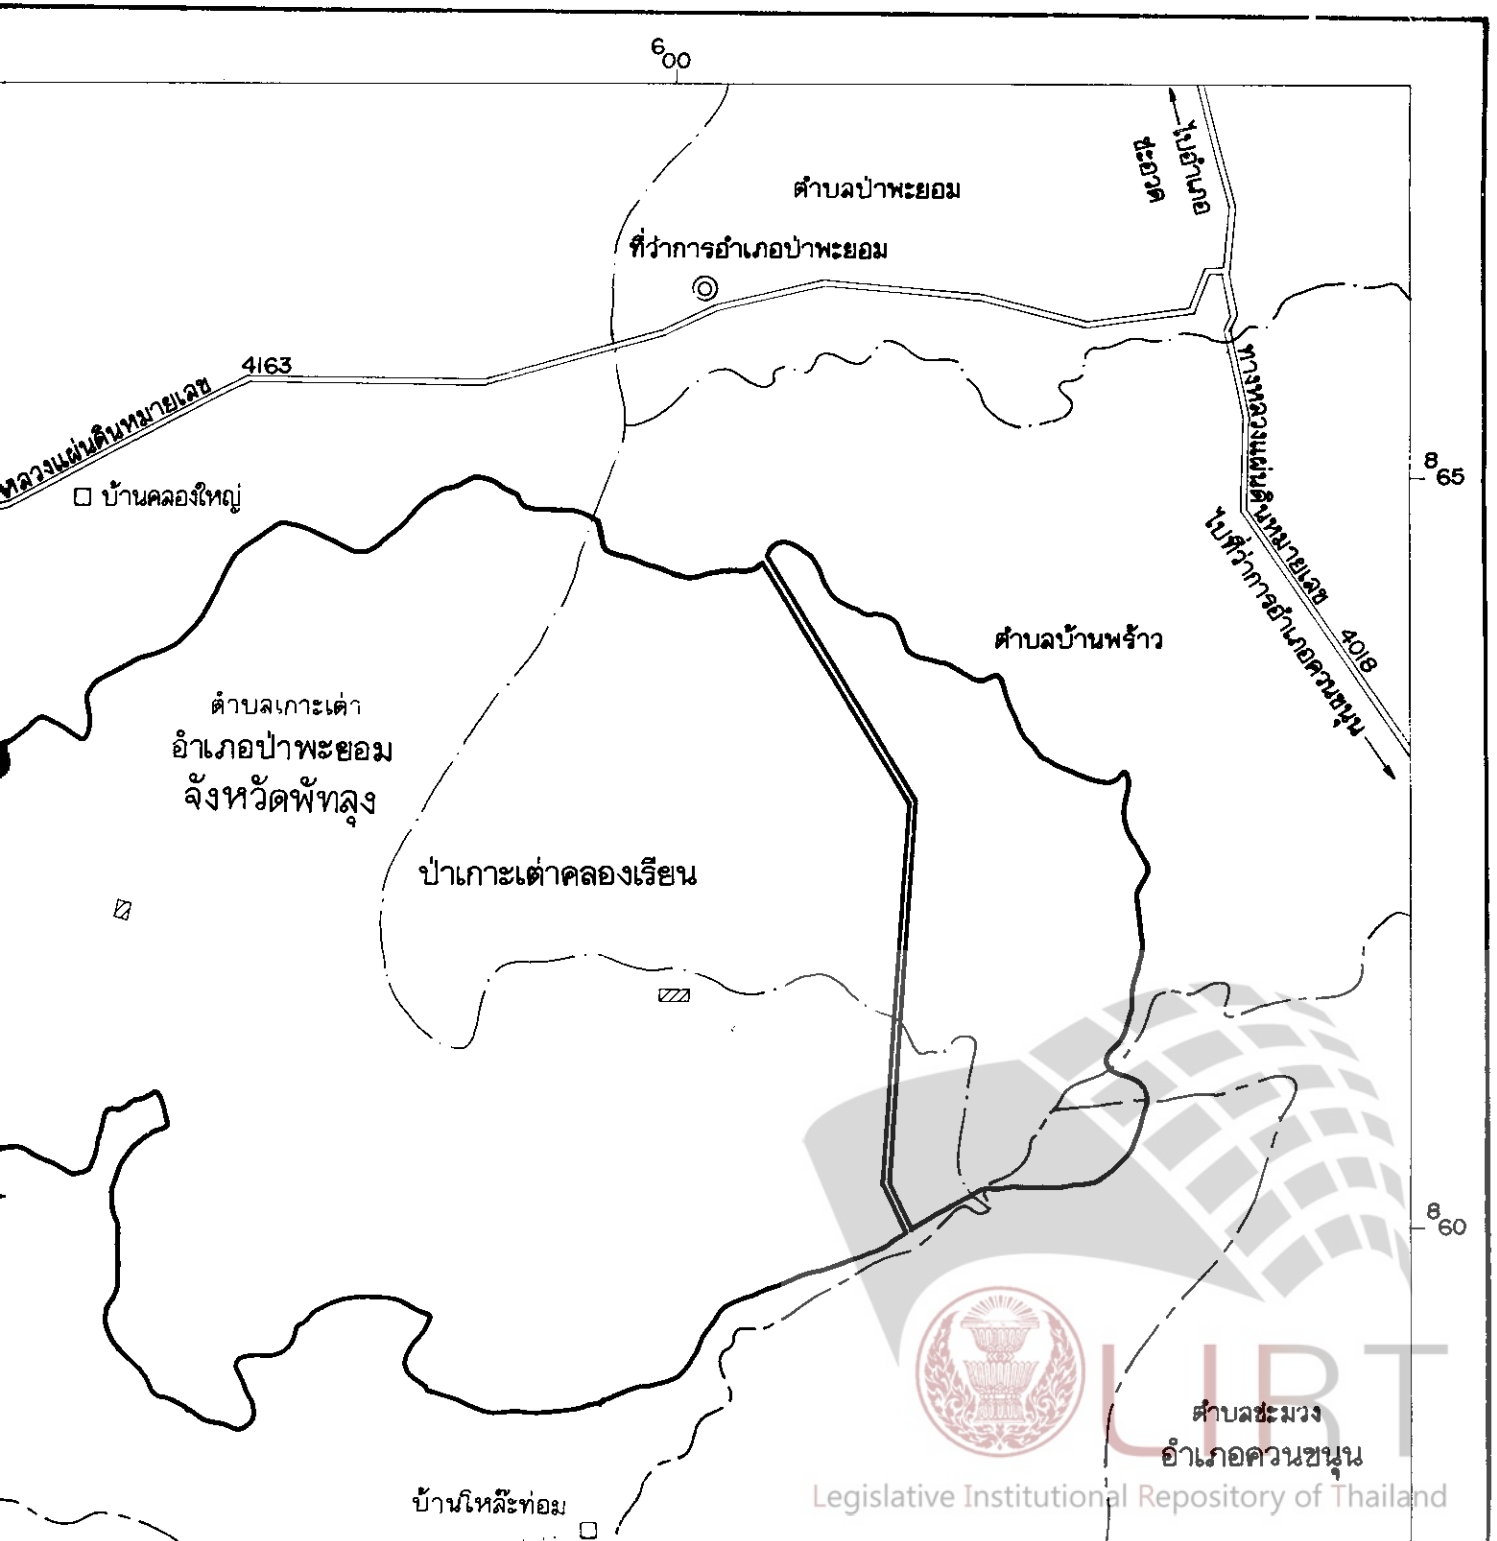 600
ไปอำเภอ
ชะอวด
ตำบลป่าพะยอม
ที่ว่าการอำเภอป่าพะยอม
4163
หลวงแผ่นดินหมายเลข
บ้านคลองใหญ่
ทางหลวงแผ่นดินหมายเลข
4018
ไปที่ว่าการอำเภอควนขนุน
865
ตำบลบ้านพร้าว
ตำบลเกาะเต่า
อำเภอป่าพะยอม
จังหวัดพัทลุง
ป่าเกาะเต่าคลองเรียน
860
LIRT
ตำบลชะมวง
อำเภอควนขนุน
Legislative Institutional Repository of Thailand
บ้านโหล๊ะท่อม